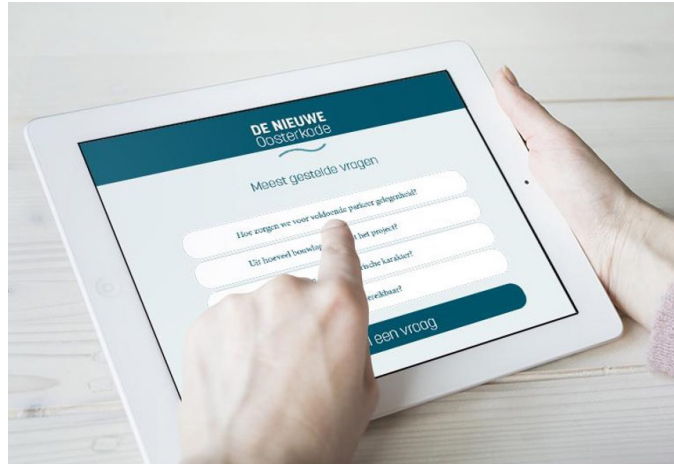 DE NIEUWE
Oosterkade
Meest gestelde vragen
Hoe zorgen we voor voldoende parkeer gelegenheid?
Uit hoeveel het project?
karakter?
een vraag